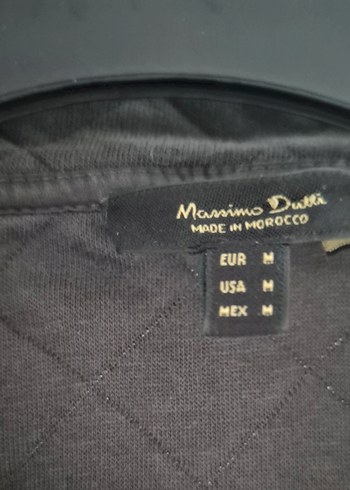 Massimo Dutti
MADE IN MOROCCO
EUR M
USA M
MEX M